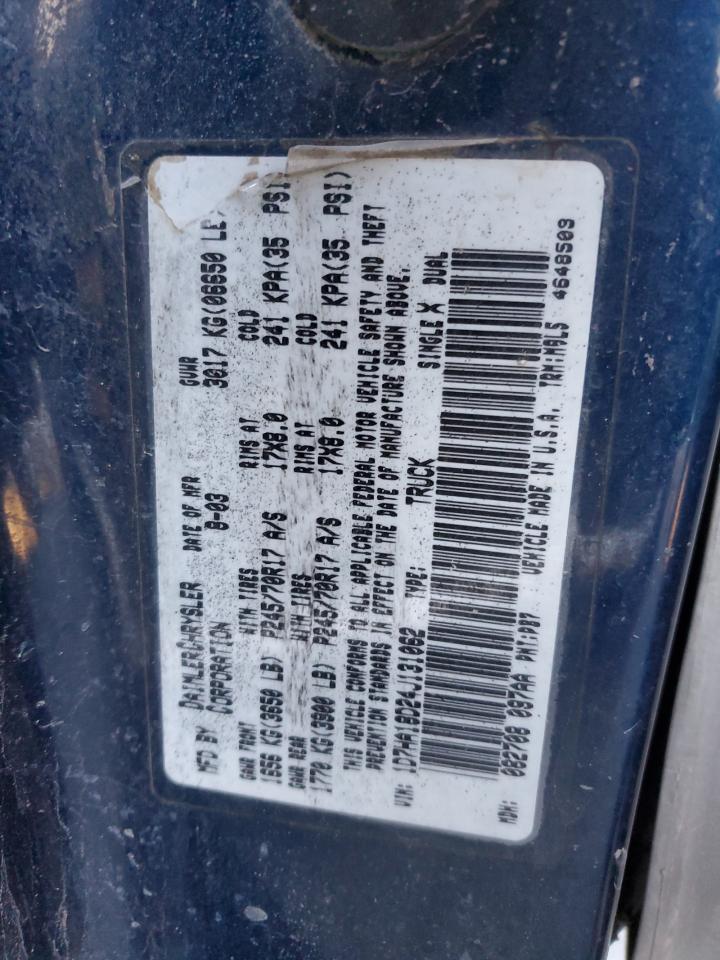 MFD BY DAIMLERCHRYSLER CORPORATION
DATE OF MFR 8-03
GVWR 3017 KG(06650 LB)
GAWR FRONT WITH TIRES RIMS AT COLD
1656 KG(3650 LB) P245/70R17 A/S 17X8.0 241 KPA(35 PSI)
GAWR REAR WITH TIRES RIMS AT COLD
1770 KG(3900 LB) P245/70R17 A/S 17X8.0 241 KPA(35 PSI)
THIS VEHICLE CONFORMS TO ALL APPLICABLE FEDERAL MOTOR VEHICLE SAFETY AND THEFT
PREVENTION STANDARDS IN EFFECT ON THE DATE OF MANUFACTURE SHOWN ABOVE.
VIN: 1D7HA18D24J131062 TYPE: TRUCK SINGLE X DUAL
MDH: 082708 097AA PNT:PB7 VEHICLE MADE IN U.S.A. TRM:M9L5 4648503